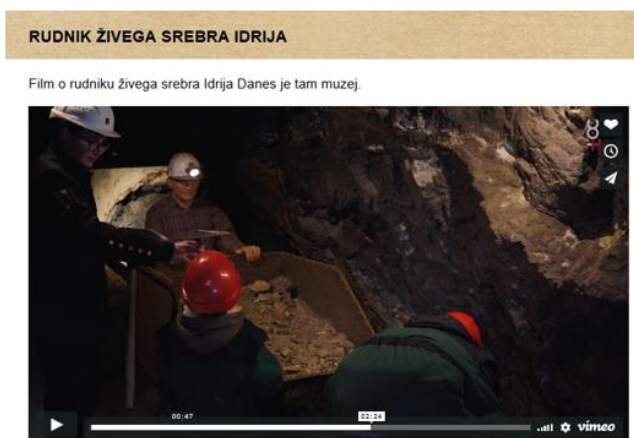 RUDNIK ŽIVEGA SREBRA IDRIJA
Film o rudniku živega srebra Idrija Danes je tam muzej.
00:47
02:24
vimeo